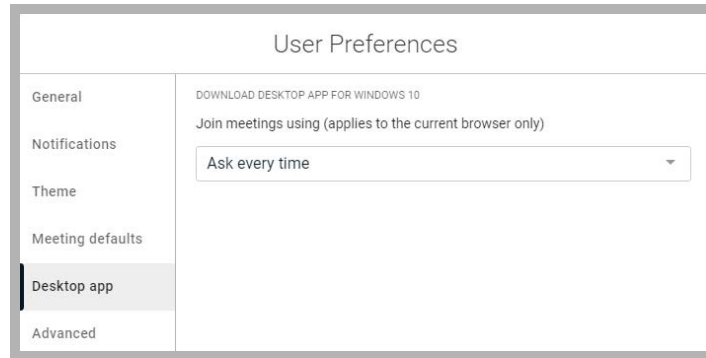 User Preferences
General
Notifications
Theme
Meeting defaults
Desktop app
Advanced
DOWNLOAD DESKTOP APP FOR WINDOWS 10
Join meetings using (applies to the current browser only)
Ask every time